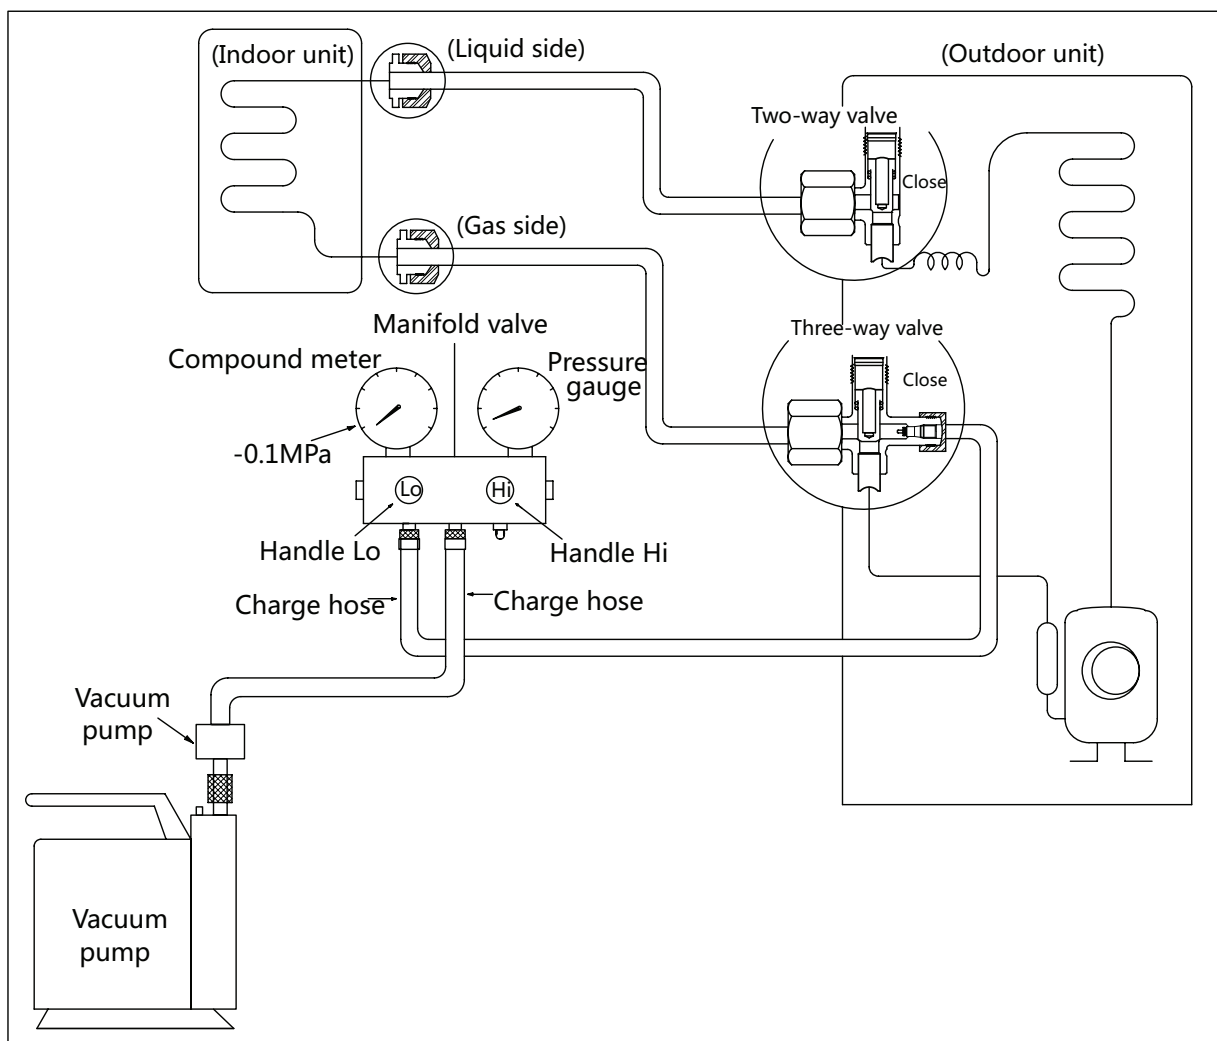 (Indoor unit)
(Liquid side)
(Outdoor unit)
Two-way valve
Close
(Gas side)
Manifold valve
Three-way valve
Compound meter
Pressure
gauge
Close
-0.1MPa
Lo
Hi
Handle Lo
Handle Hi
Charge hose
Charge hose
Vacuum
pump
Vacuum
pump